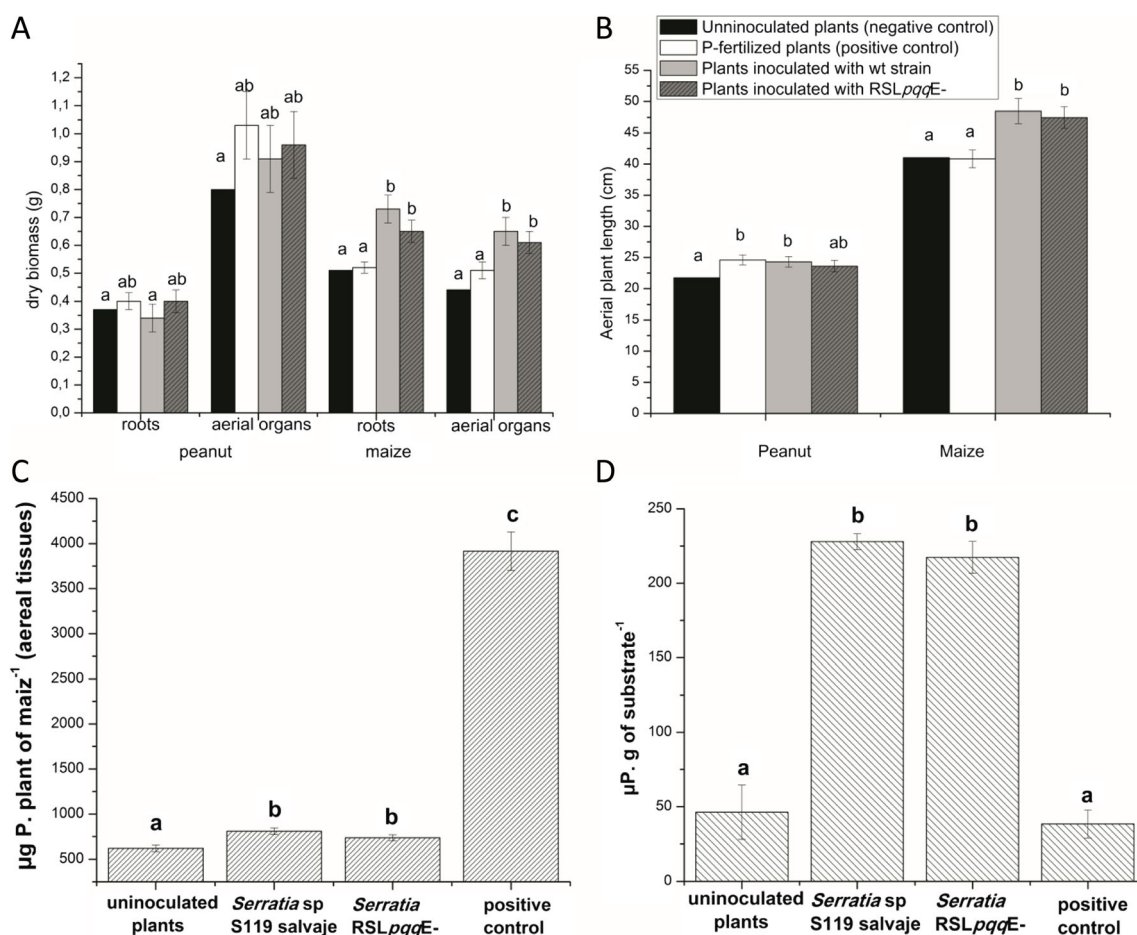 A
dry biomass (g)
1,2
1,1
1,0
0,9
0,8
0,7
0,6
0,5
0,4
0,3
0,2
0,1
0,0
a
ab
a
ab
a
ab
ab
ab
a
a
b
b
a
a
b
b
roots
aerial organs
roots
aerial organs
peanut
maize
B
Unninoculated plants (negative control)
P-fertilized plants (positive control)
Plants inoculated with wt strain
Plants inoculated with RSLpqqE-
Aerial plant length (cm)
55
50
45
40
35
30
25
20
15
10
5
0
a
b
b
ab
a
a
b
b
Peanut
Maize
C
µg P. plant of maiz-1 (aereal tissues)
4500
4000
3500
3000
2500
2000
1500
1000
500
a
b
b
c
uninoculated plants
Serratia sp S119 salvaje
Serratia RSLpqqE-
positive control
D
µP. g of substrate-1
250
200
150
100
50
0
a
b
b
a
uninoculated plants
Serratia sp S119 salvaje
Serratia RSLpqqE-
positive control